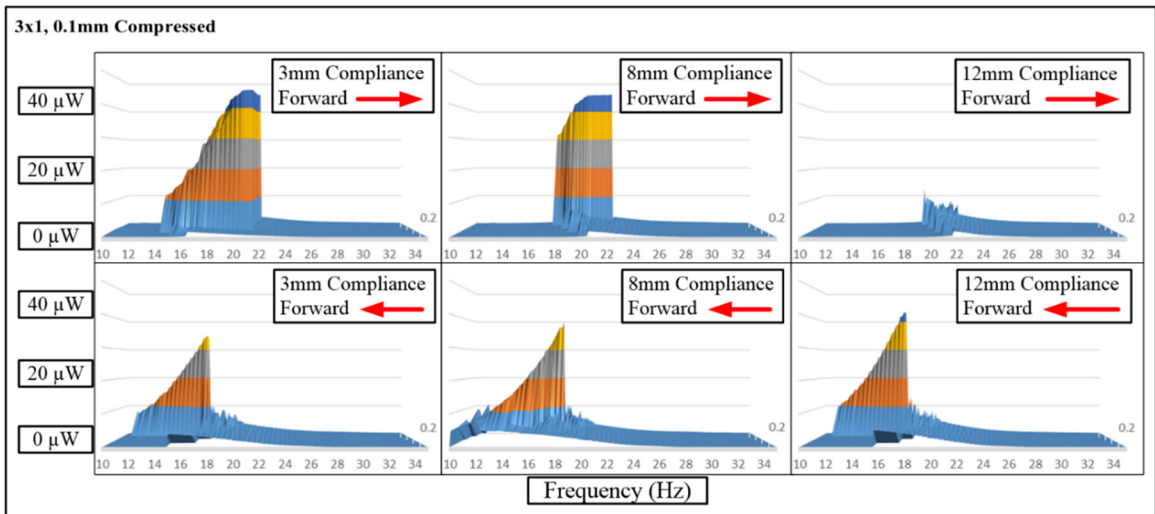 3x1, 0.1mm Compressed
3mm Compliance
Forward
8mm Compliance
Forward
12mm Compliance
Forward
40 µW
20 µW
0 µW
0.2
0.2
0.2
10 12 14 16 18 20 22 24 26 28 30 32 34
10 12 14 16 18 20 22 24 26 28 30 32 34
10 12 14 16 18 20 22 24 26 28 30 32 34
3mm Compliance
Forward
8mm Compliance
Forward
12mm Compliance
Forward
40 µW
20 µW
0 µW
0.2
0.2
0.2
10 12 14 16 18 20 22 24 26 28 30 32 34
10 12 14 16 18 20 22 24 26 28 30 32 34
10 12 14 16 18 20 22 24 26 28 30 32 34
Frequency (Hz)